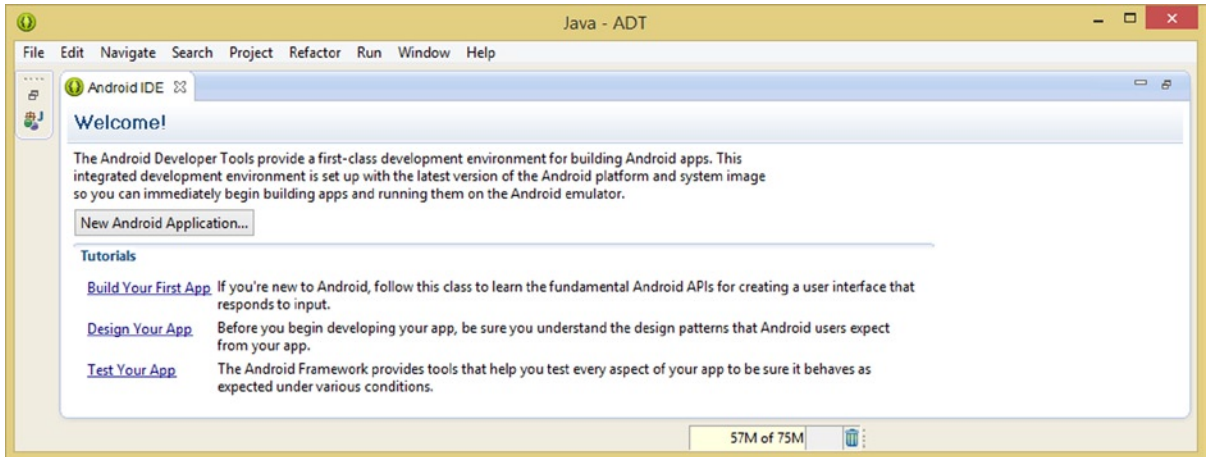 Java - ADT
File Edit Navigate Search Project Refactor Run Window Help
Android IDE
J
Welcome!
The Android Developer Tools provide a first-class development environment for building Android apps. This
integrated development environment is set up with the latest version of the Android platform and system image
so you can immediately begin building apps and running them on the Android emulator.
New Android Application...
Tutorials
Build Your First App If you're new to Android, follow this class to learn the fundamental Android APIs for creating a user interface that
responds to input.
Design Your App Before you begin developing your app, be sure you understand the design patterns that Android users expect
from your app.
Test Your App The Android Framework provides tools that help you test every aspect of your app to be sure it behaves as
expected under various conditions.
57M of 75M